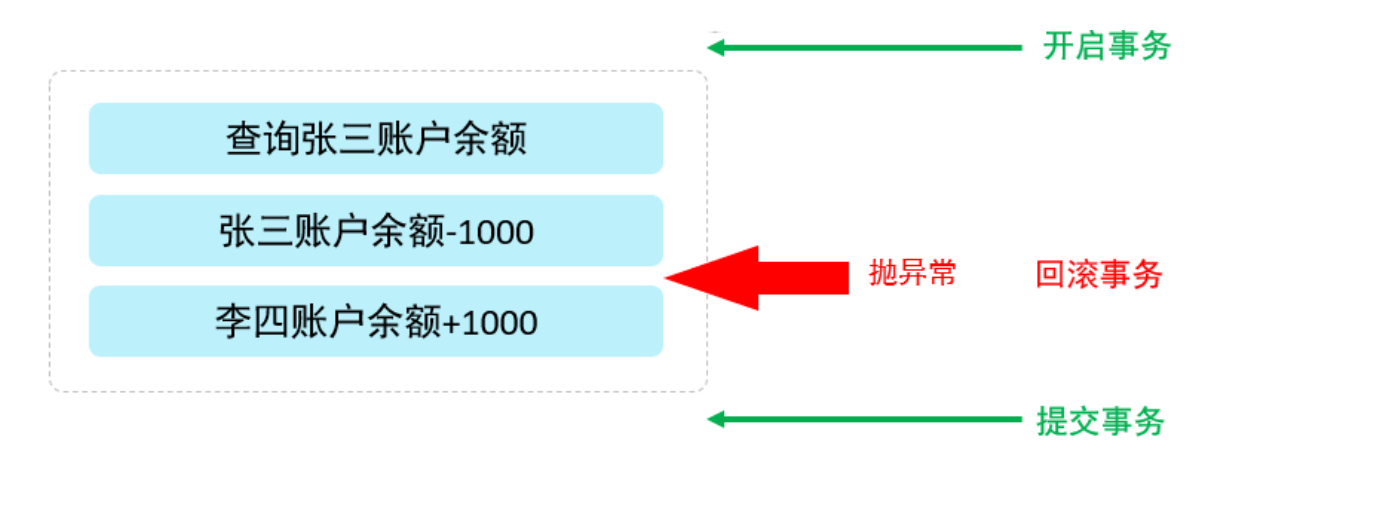 开启事务
查询张三账户余额
张三账户余额-1000
抛异常 回滚事务
李四账户余额+1000
提交事务